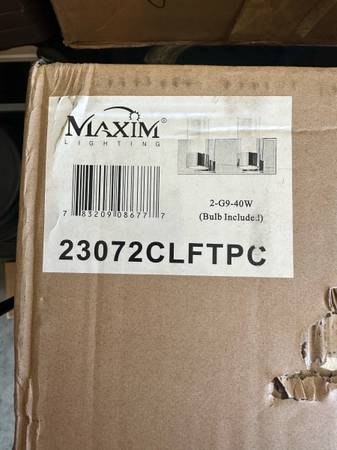 MAXIM®
LIGHTING
2-G9-40W
(Bulb Included)
7 83209 08677 7
23072CLFTPC